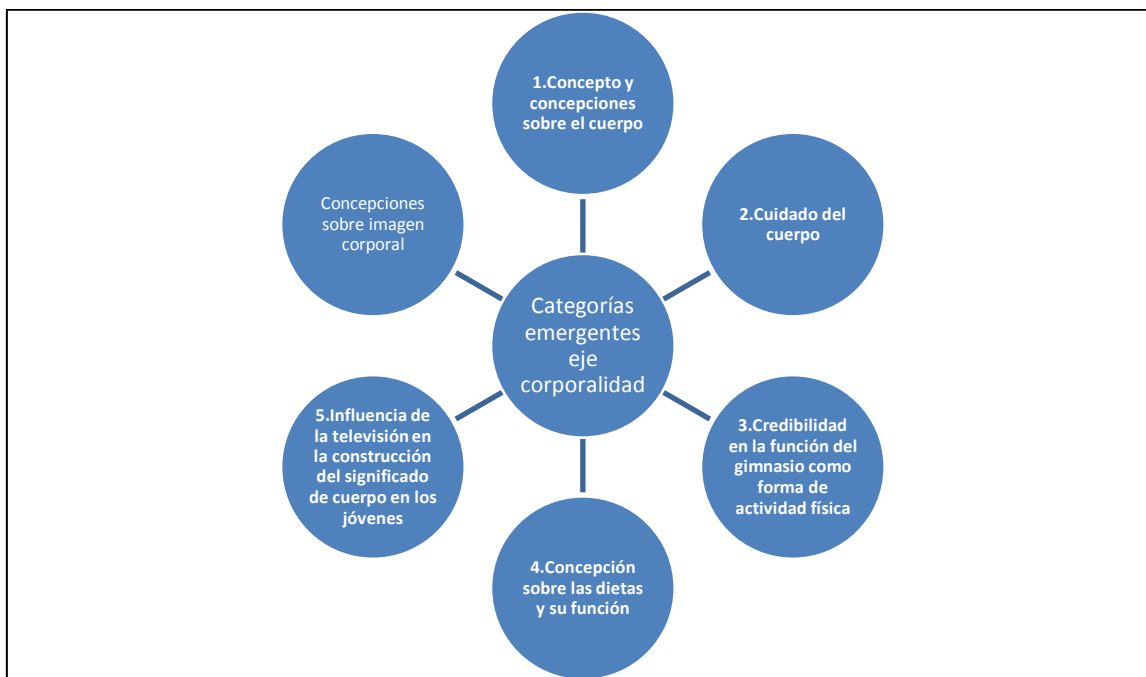 1.Concepto y
concepciones
sobre el cuerpo
2.Cuidado del
cuerpo
3.Credibilidad
en la función del
gimnasio como
forma de
actividad física
4.Concepción
sobre las dietas
y su función
5.Influencia de
la televisión en
la construcción
del significado
de cuerpo en los
jóvenes
Concepciones
sobre imagen
corporal
Categorías
emergentes
eje
corporalidad